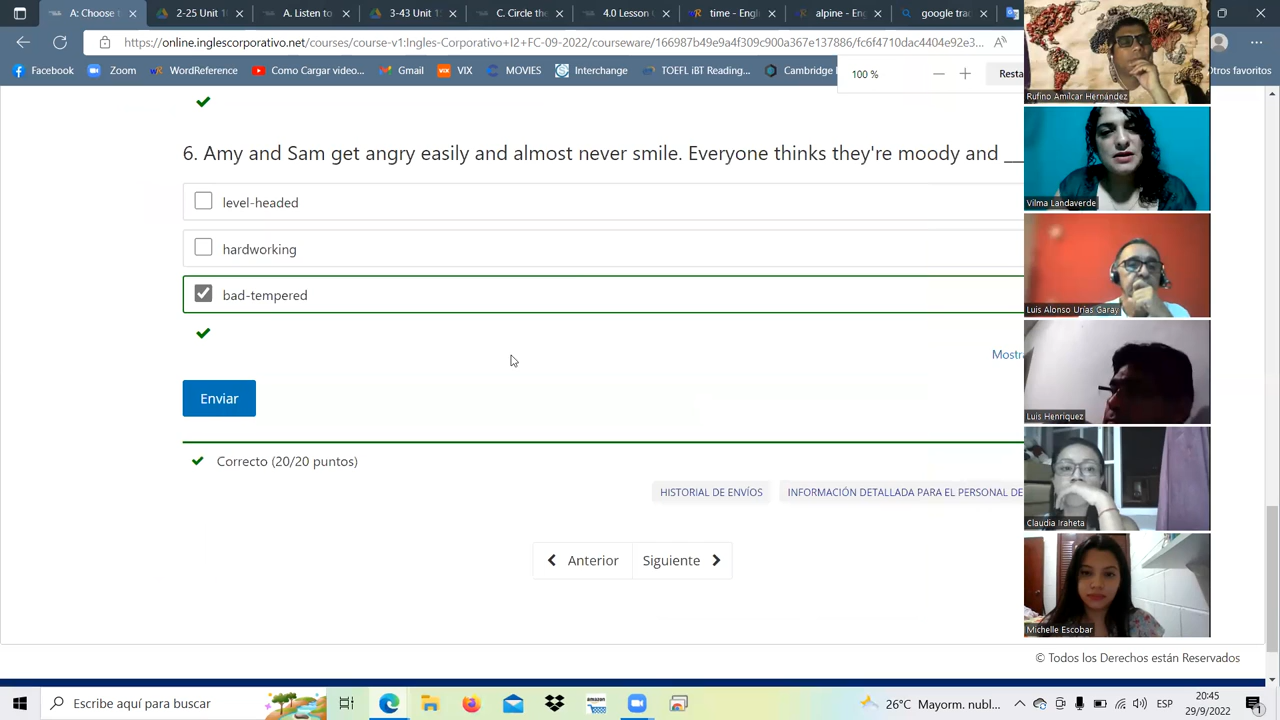 A: Choose t
2-25 Unit 1
A. Listen t
3-43 Unit 1
C. Circle th
4.0 Lesson
time - Engl
alpine - Eng
google tra
https://online.inglescorporativo.net/courses/course-v1:Ingles-Corporativo+I2+FC-09-2022/courseware/166987b49e9a4f309c900a367e137886/fc6f4710dac4404e92e3...
Facebook
Zoom
WordReference
Como Cargar video...
Gmail
VIX
COVIES
Interchange
TOEFL iBT Reading...
Cambridge
100 %
Resta
Otros favoritos
6. Amy and Sam get angry easily and almost never smile. Everyone thinks they're moody and __
level-headed
hardworking
bad-tempered
Mostr
Enviar
Correcto (20/20 puntos)
HISTORIAL DE ENVÍOS
INFORMACIÓN DETALLADA PARA EL PERSONAL DE
Anterior
Siguiente
© Todos los Derechos están Reservados
Rufino Amilcar Hernández
Vilma Landaverde
Luis Alonso Urías Garay
Luis Henríquez
Claudia Iraheta
Michelle Escobar
Escribe aquí para buscar
26°C Mayorm. nubl...
ESP
20:45
29/9/2022